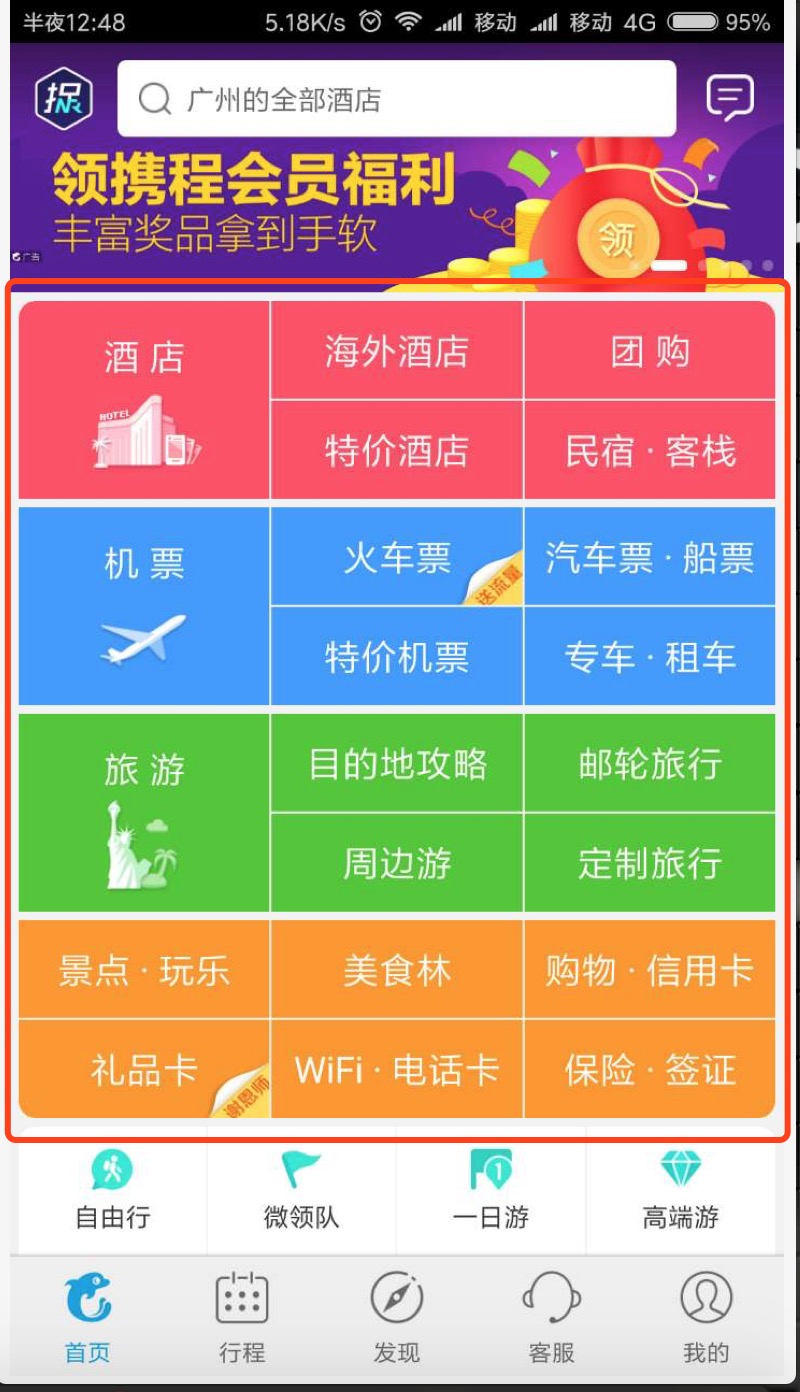 半夜12:48 5.18K/s 移动 移动 4G 95%
捉 NR 广州的全部酒店
领携程会员福利
丰富奖品拿到手软
领
广告
酒店 海外酒店 团购
HOTEL
特价酒店 民宿·客栈
机票 火车票 汽车票·船票
送流量
特价机票 专车·租车
旅游 目的地攻略 邮轮旅行
周边游 定制旅行
景点·玩乐 美食林 购物·信用卡
礼品卡 WiFi·电话卡 保险·签证
谢恩师
1
自由行 微领队 一日游 高端游
首页 行程 发现 客服 我的